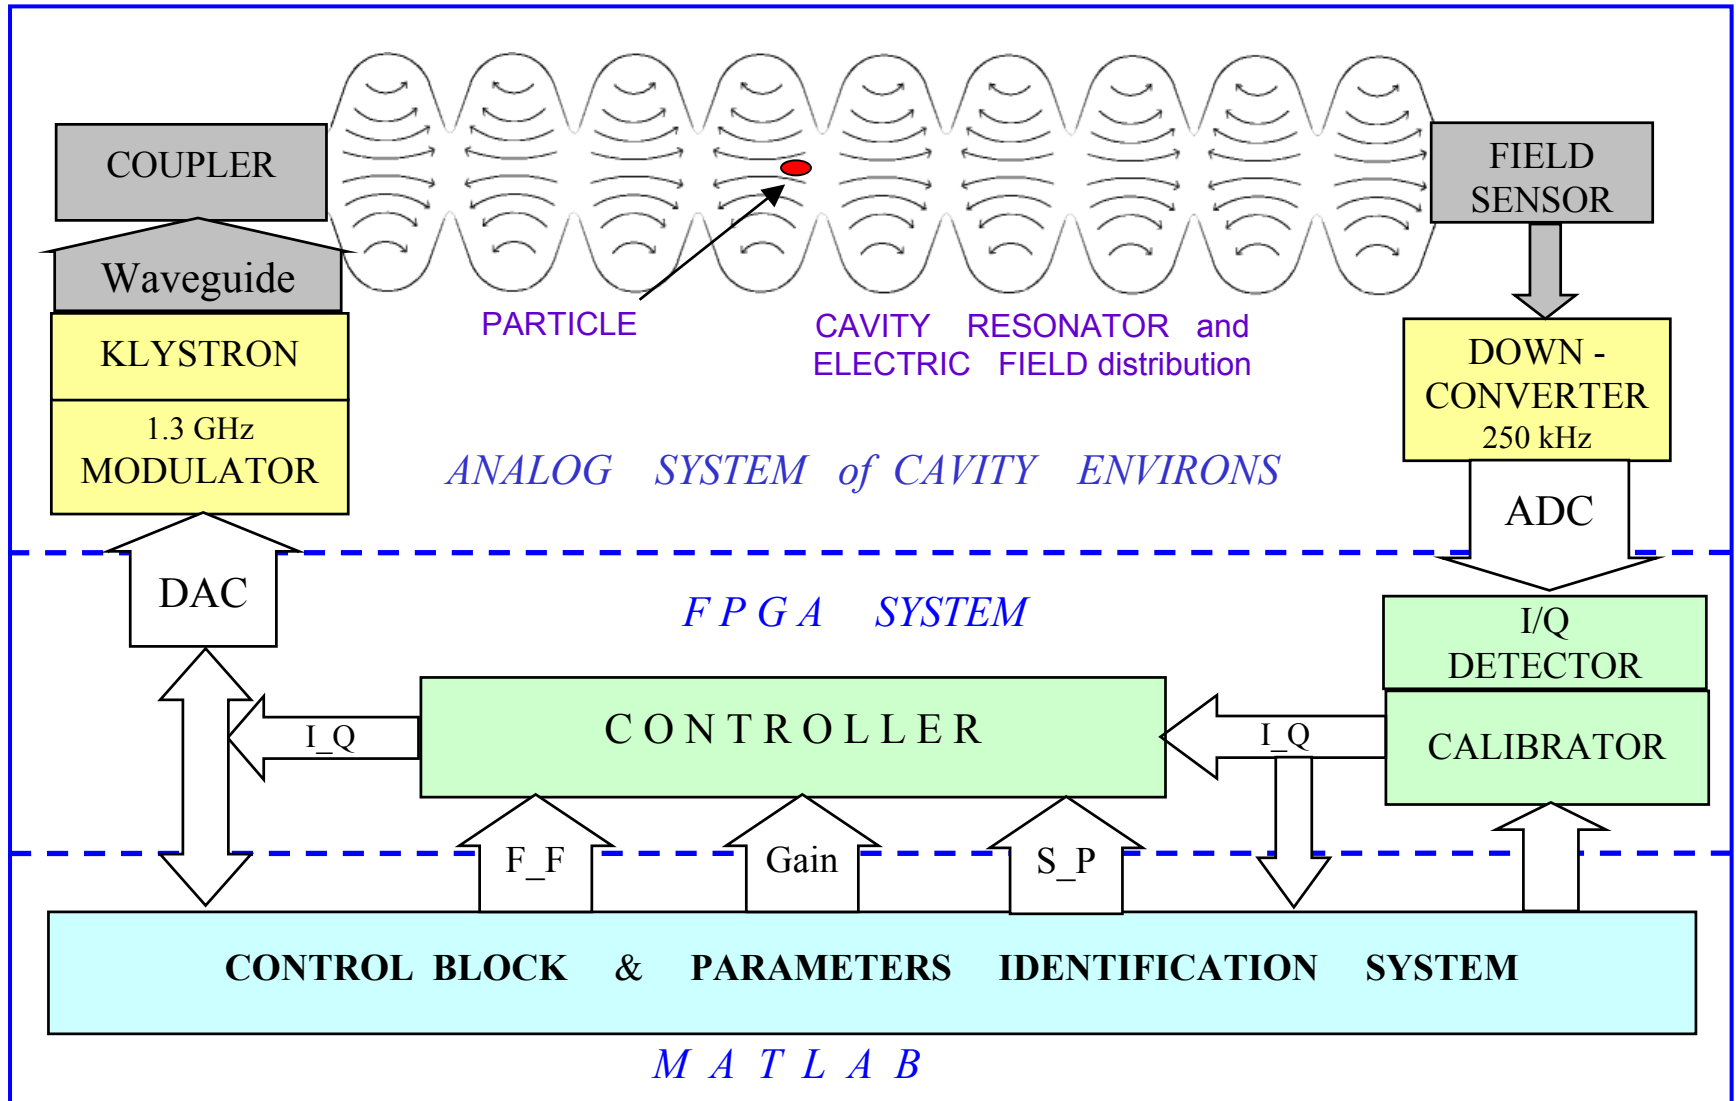 COUPLER
FIELD
SENSOR
Waveguide
PARTICLE
CAVITY RESONATOR and
ELECTRIC FIELD distribution
KLYSTRON
1.3 GHz
MODULATOR
DOWN -
CONVERTER
250 kHz
ANALOG SYSTEM of CAVITY ENVIRONS
ADC
DAC
F P G A SYSTEM
I/Q
DETECTOR
I_Q
C O N T R O L L E R
I_Q
CALIBRATOR
F_F
Gain
S_P
CONTROL BLOCK & PARAMETERS IDENTIFICATION SYSTEM
M A T L A B